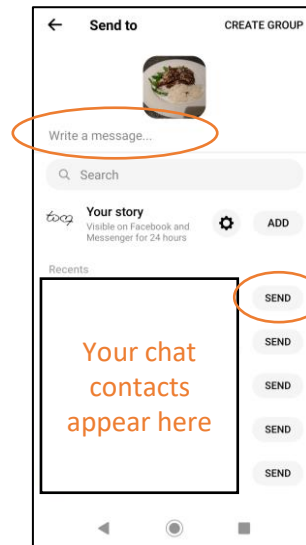 Send to CREATE GROUP
Write a message...
Search
Your story
Visible on Facebook and
Messenger for 24 hours
ADD
Recents
SEND
Your chat
contacts
appear here
SEND
SEND
SEND
SEND